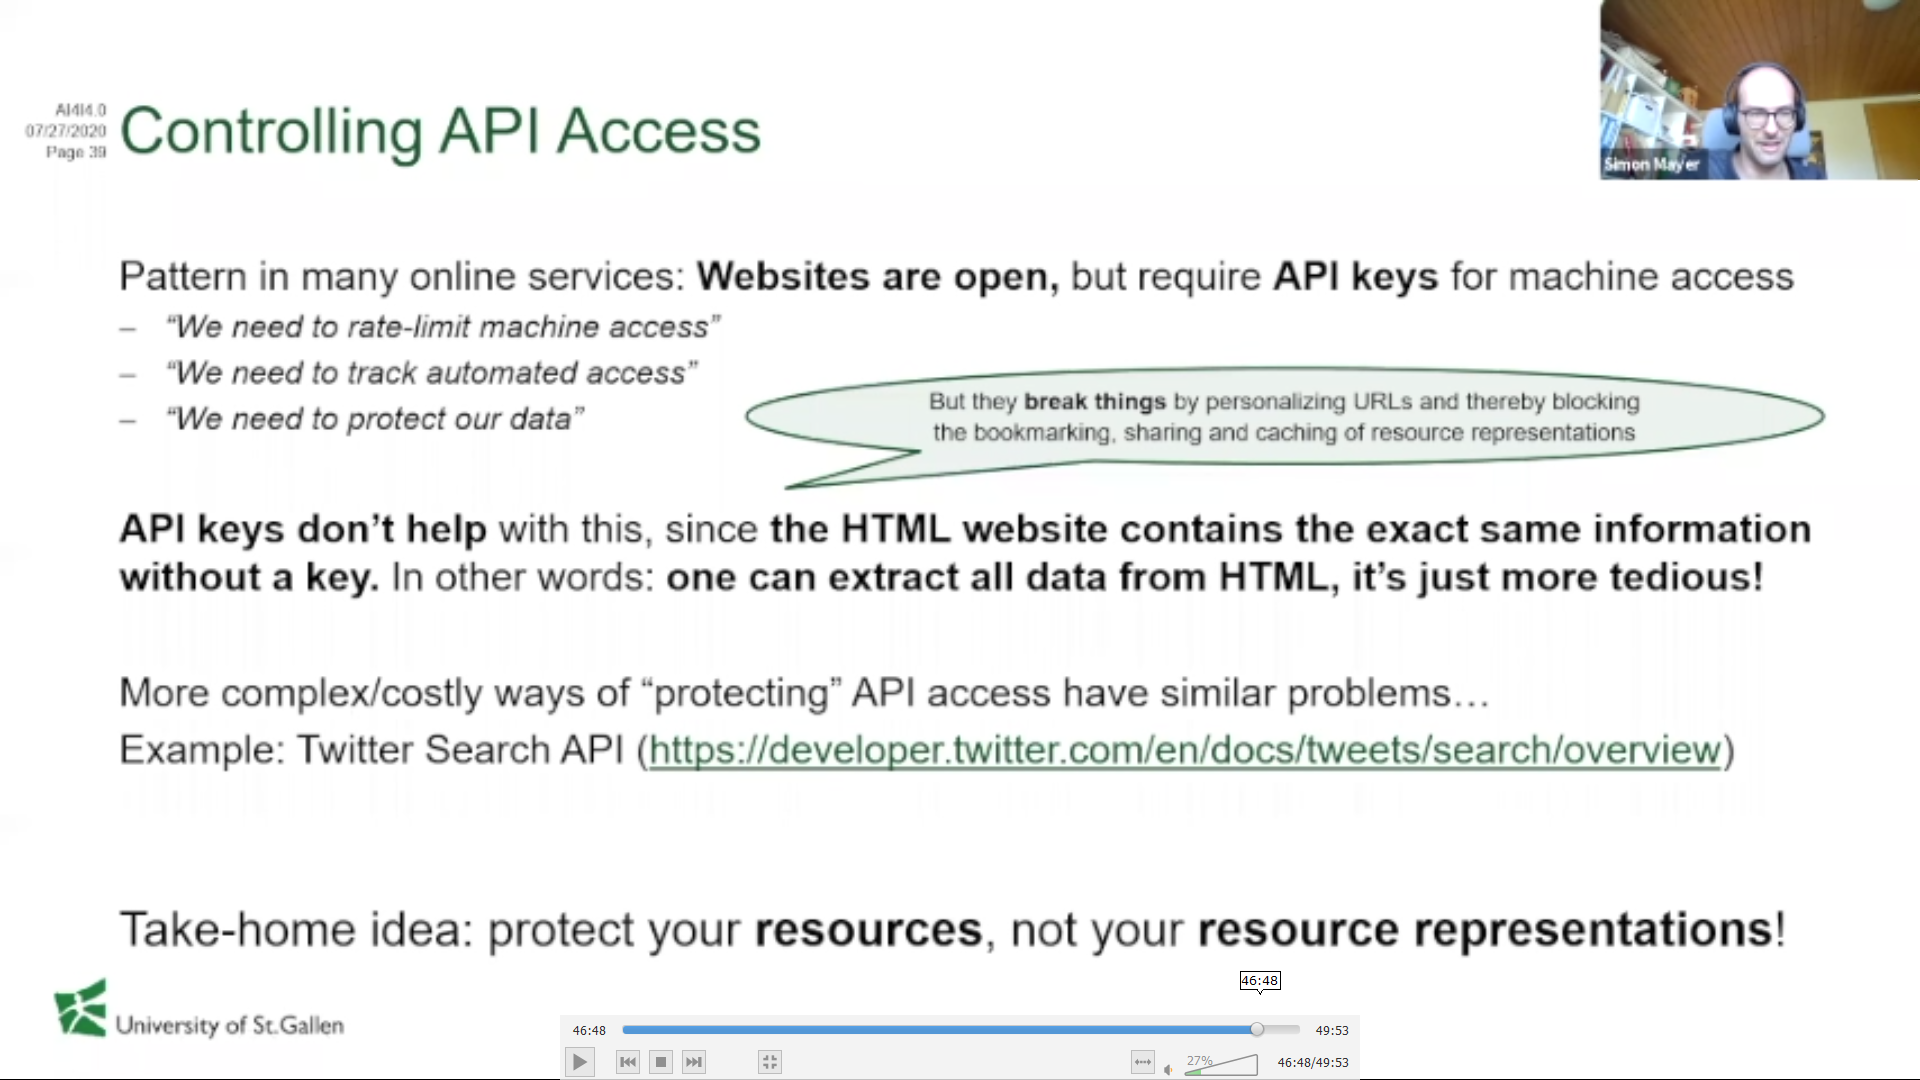 AI4I4.0
07/27/2020
Page 39
Controlling API Access
Simon Mayer
Pattern in many online services: Websites are open, but require API keys for machine access
– “We need to rate-limit machine access”
– “We need to track automated access”
– “We need to protect our data”
But they break things by personalizing URLs and thereby blocking
the bookmarking, sharing and caching of resource representations
API keys don’t help with this, since the HTML website contains the exact same information
without a key. In other words: one can extract all data from HTML, it’s just more tedious!
More complex/costly ways of “protecting” API access have similar problems…
Example: Twitter Search API (https://developer.twitter.com/en/docs/tweets/search/overview)
Take-home idea: protect your resources, not your resource representations!
University of St.Gallen
46:48
46:48
49:53
27%
46:48/49:53